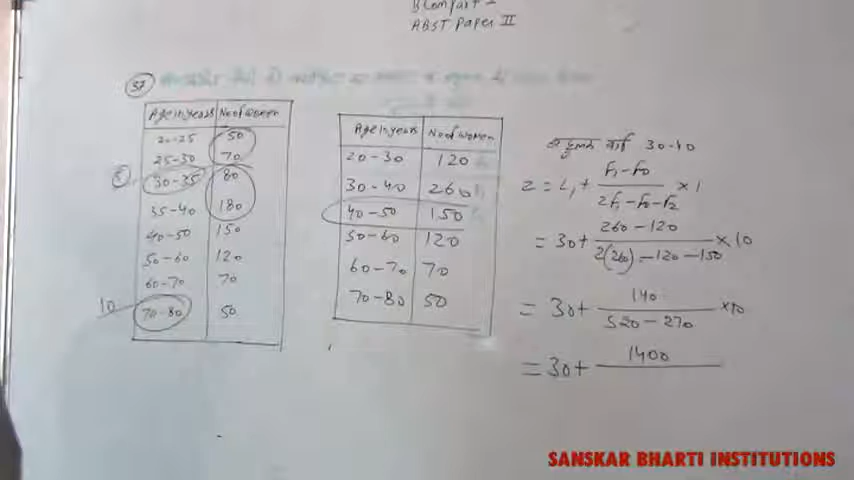 B Com part -
ABST Paper II
37
Age in years No of women
20-25 50
25-30 70
5 30-35 80
35-40 180
40-50 150
50-60 120
60-70 70
10 70-80 50
Age in years No of women
20-30 120
30-40 260
40-50 150
50-60 120
60-70 70
70-80 50
30-40
Z = L1 + F1-F0 / 2F1-F0-F2 × i
= 30 + 260-120 / 2(260)-120-150 × 10
= 30 + 140 / 520-270 × 10
= 30 + 1400
SANSKAR BHARTI INSTITUTIONS